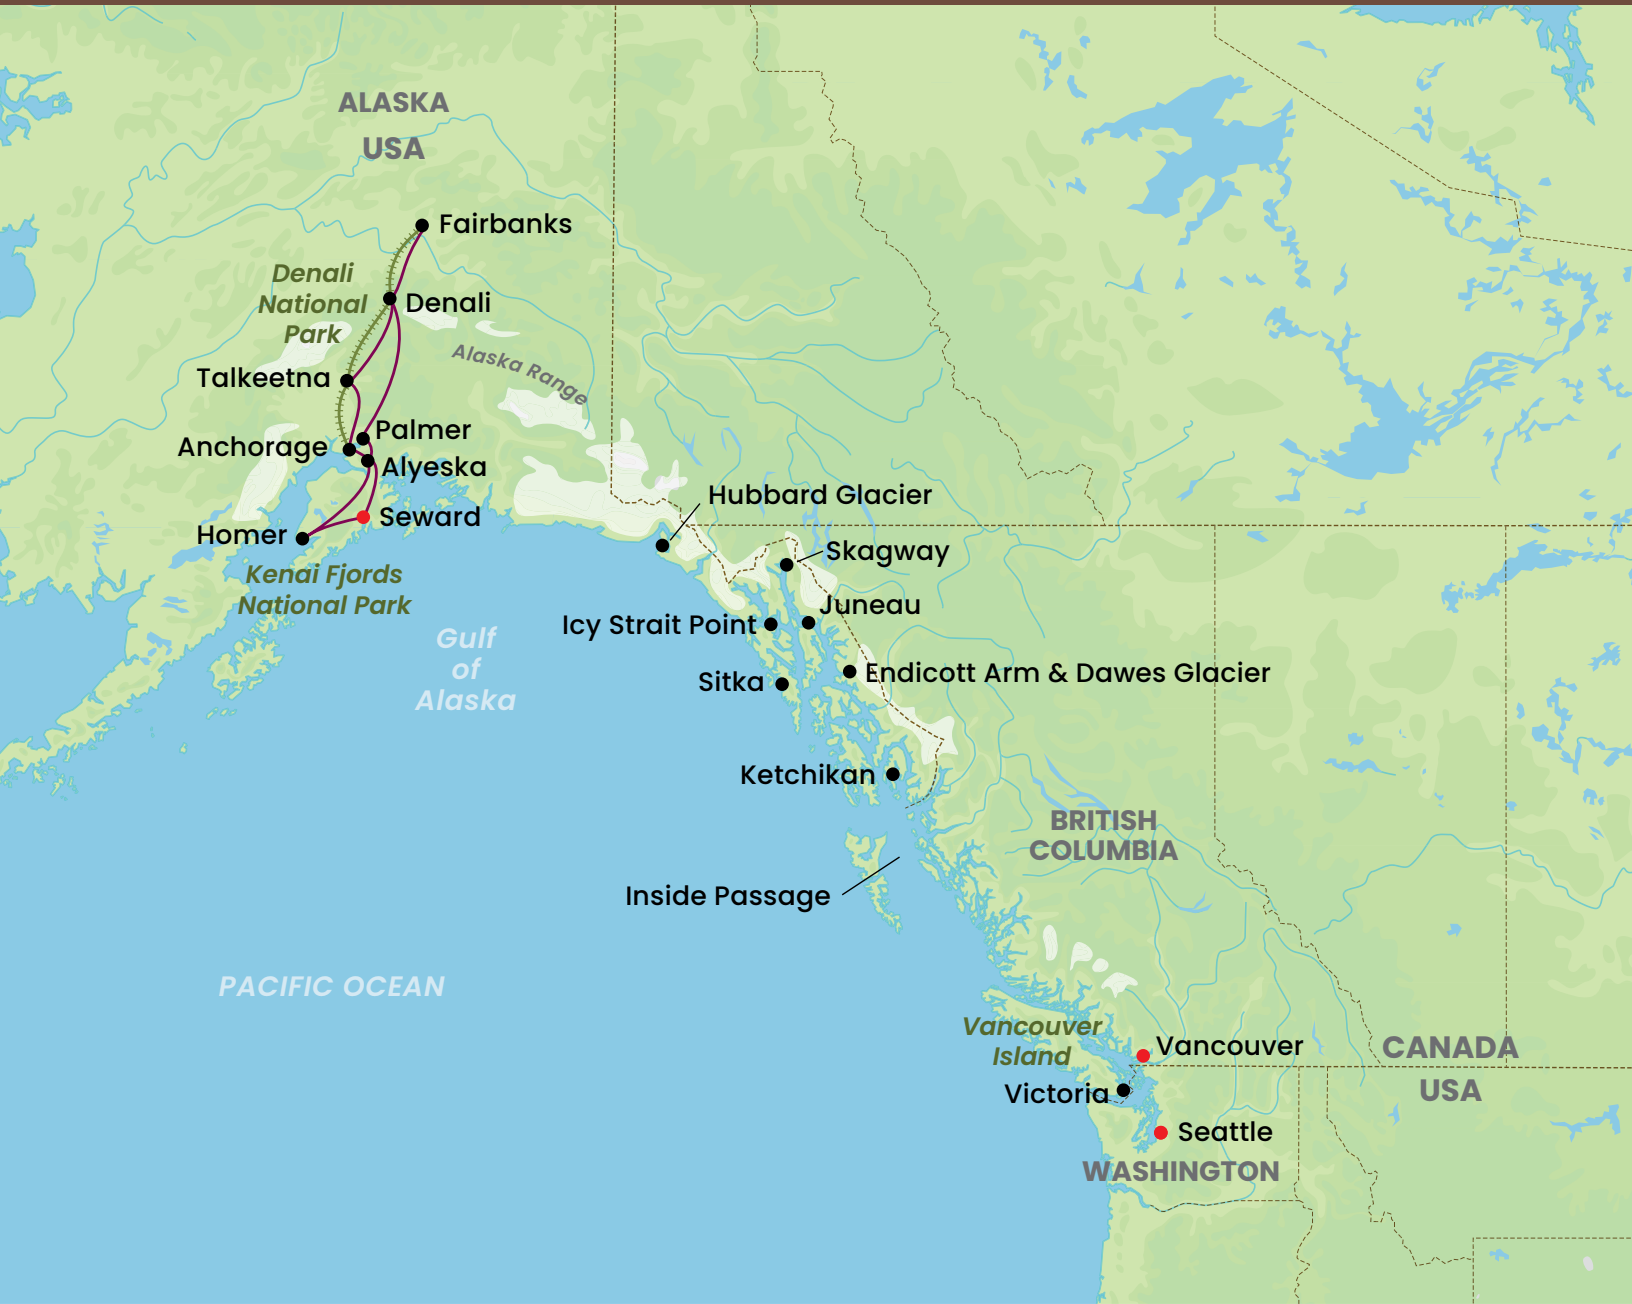 ALASKA
USA
Fairbanks
Denali
National
Park
Denali
Alaska Range
Talkeetna
Palmer
Anchorage
Alyeska
Seward
Homer
Kenai Fjords
National Park
Hubbard Glacier
Skagway
Juneau
Icy Strait Point
Gulf
of
Alaska
Endicott Arm & Dawes Glacier
Sitka
Ketchikan
BRITISH
COLUMBIA
Inside Passage
PACIFIC OCEAN
Vancouver
Island
Vancouver
CANADA
USA
Victoria
Seattle
WASHINGTON